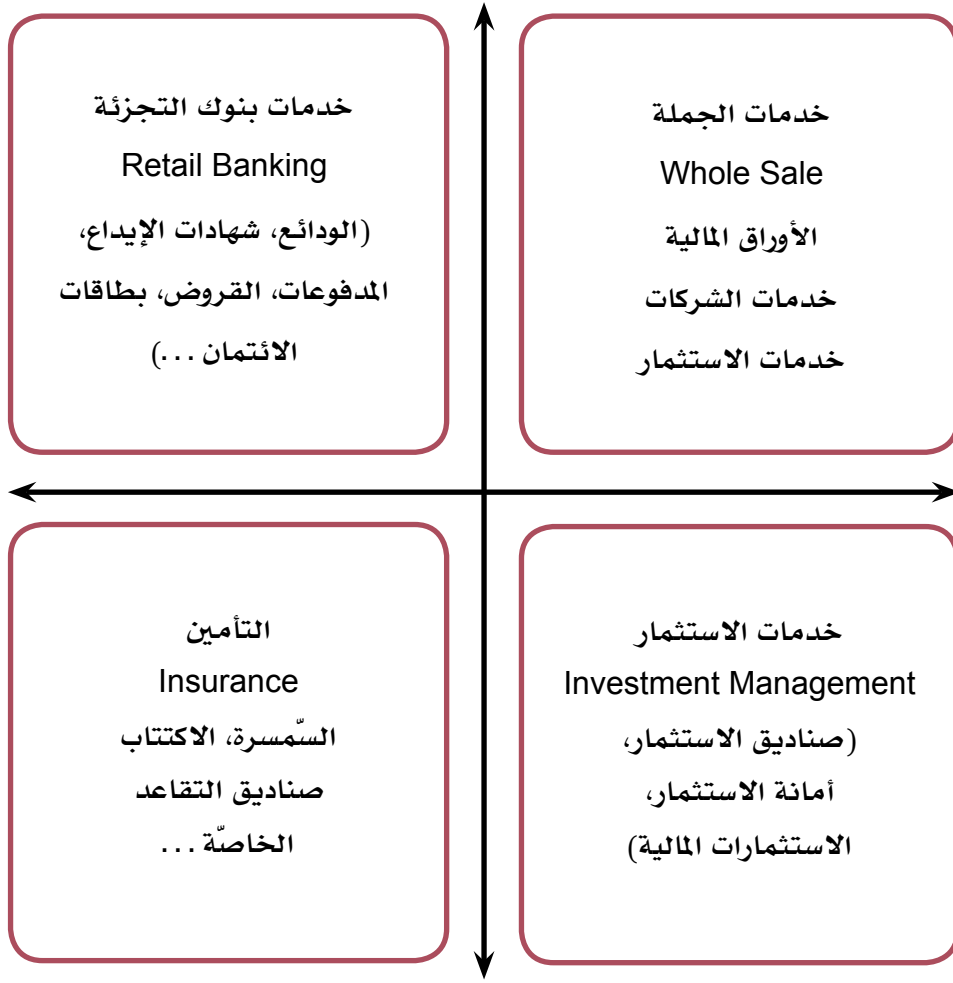 خدمات الجملة
Whole Sale
الأوراق المالية
خدمات الشركات
خدمات الاستثمار
خدمات بنوك التجزئة
Retail Banking
(الودائع، شهادات الإيداع،
المدفوعات، القروض، بطاقات
الائتمان ...)
خدمات الاستثمار
Investment Management
(صناديق الاستثمار،
أمانة الاستثمار،
الاستثمارات المالية)
التأمين
Insurance
السّمسرة، الاكتتاب
صناديق التقاعد
الخاصّة ...